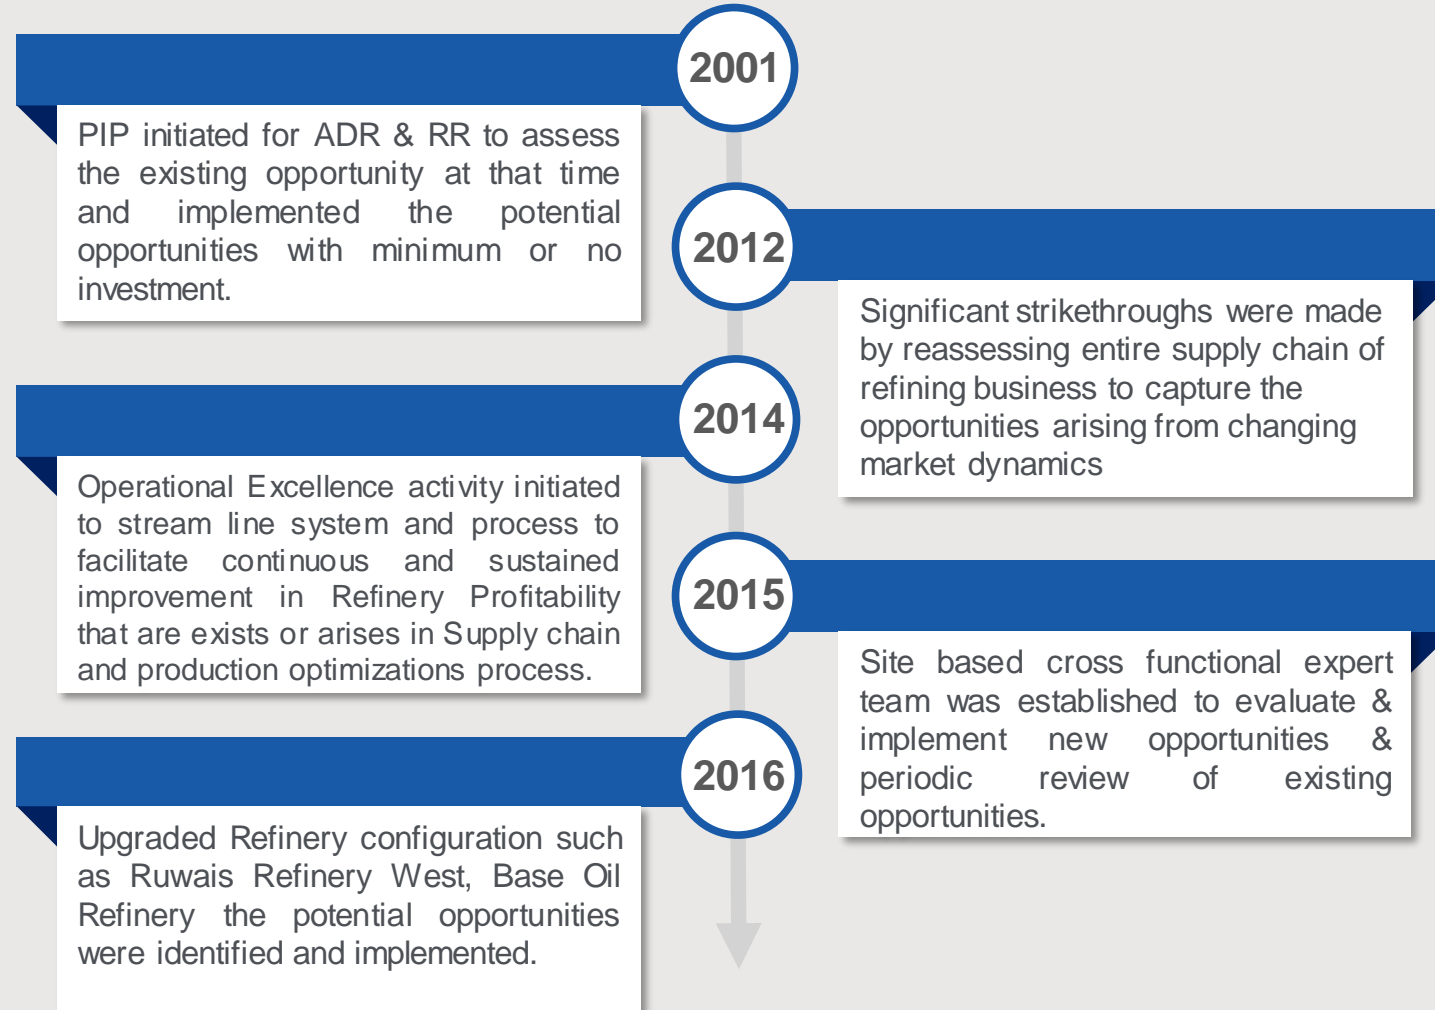 2001
PIP initiated for ADR & RR to assess
the existing opportunity at that time
and implemented the potential
opportunities with minimum or no
investment.
2012
Significant strikethroughs were made
by reassessing entire supply chain of
refining business to capture the
opportunities arising from changing
market dynamics
2014
Operational Excellence activity initiated
to stream line system and process to
facilitate continuous and sustained
improvement in Refinery Profitability
that are exists or arises in Supply chain
and production optimizations process.
2015
Site based cross functional expert
team was established to evaluate &
implement new opportunities &
periodic review of existing
opportunities.
2016
Upgraded Refinery configuration such
as Ruwais Refinery West, Base Oil
Refinery the potential opportunities
were identified and implemented.